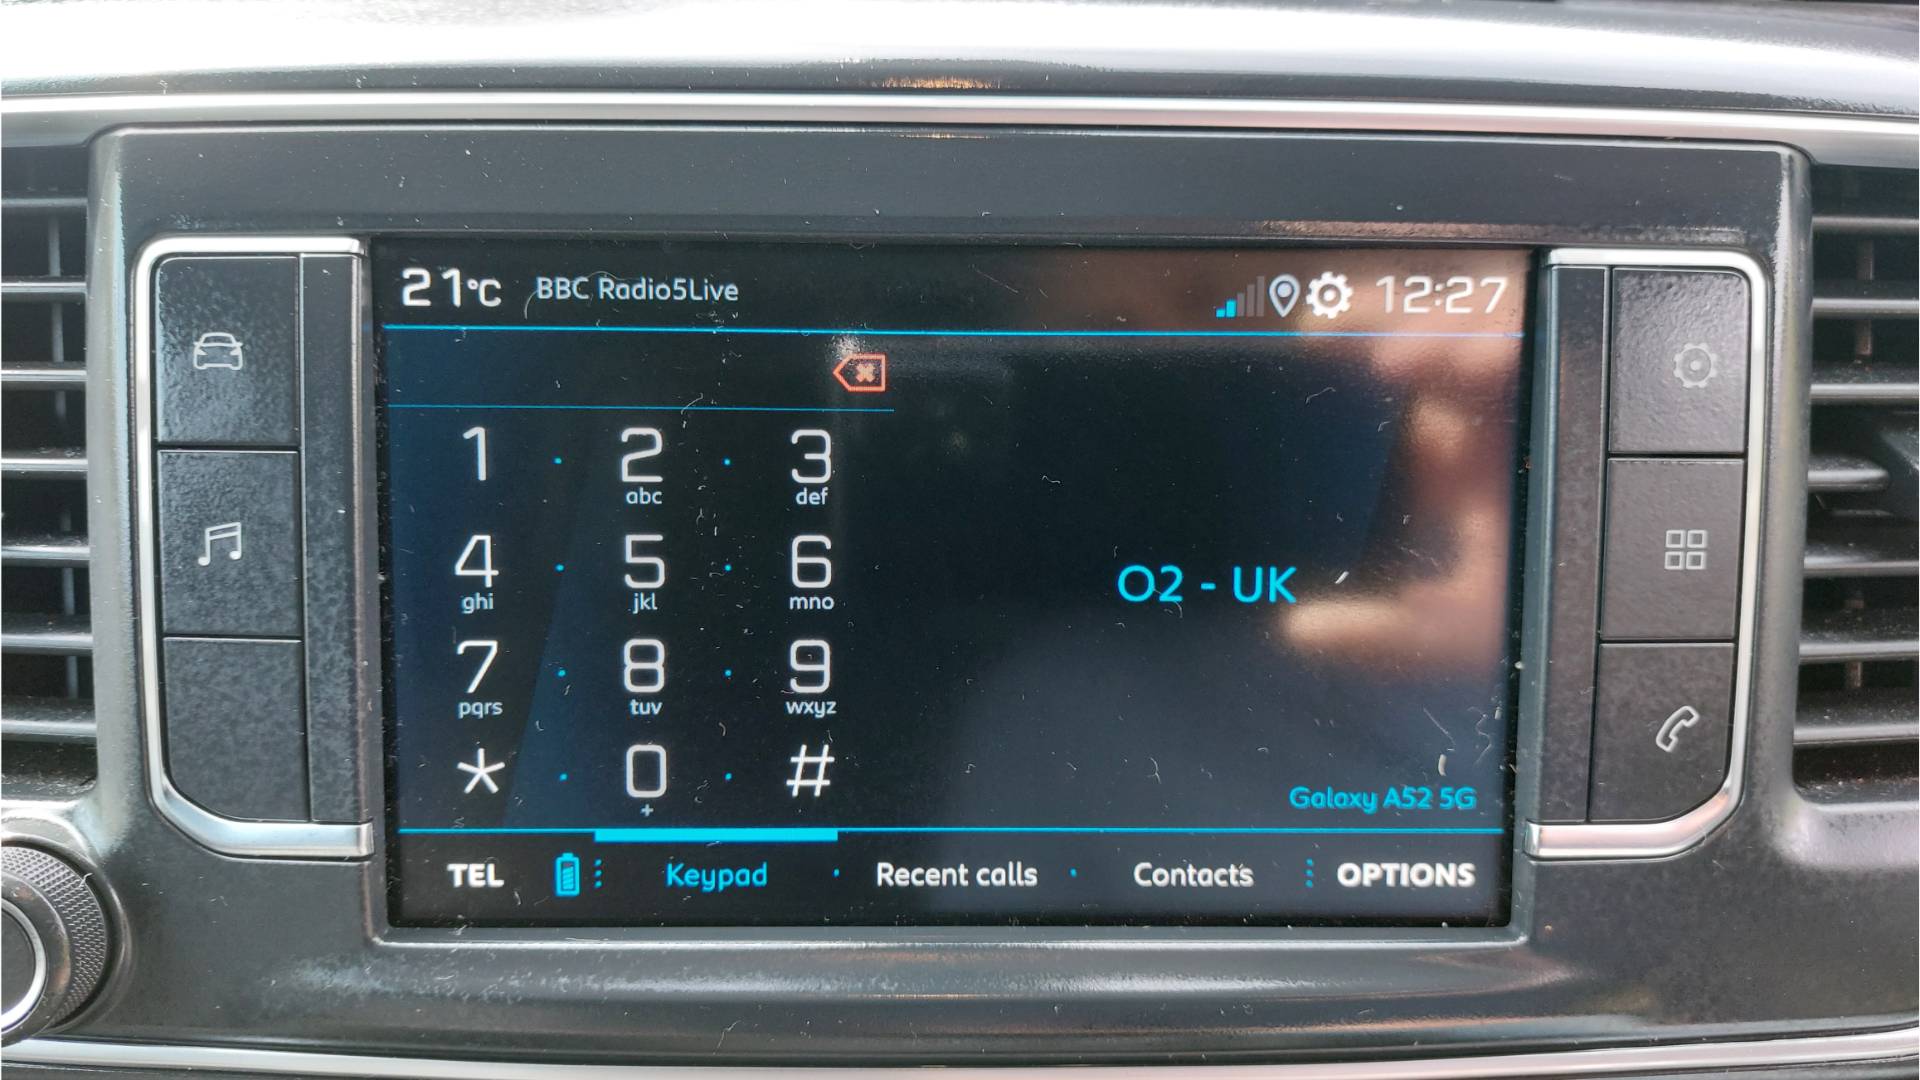 21°C BBC Radio5Live 12:27
1 2 3
abc def
4 5 6
ghi jkl mno
7 8 9
pqrs tuv wxyz
* 0 #
+
O2 - UK
Galaxy A52 5G
TEL Keypad Recent calls Contacts OPTIONS